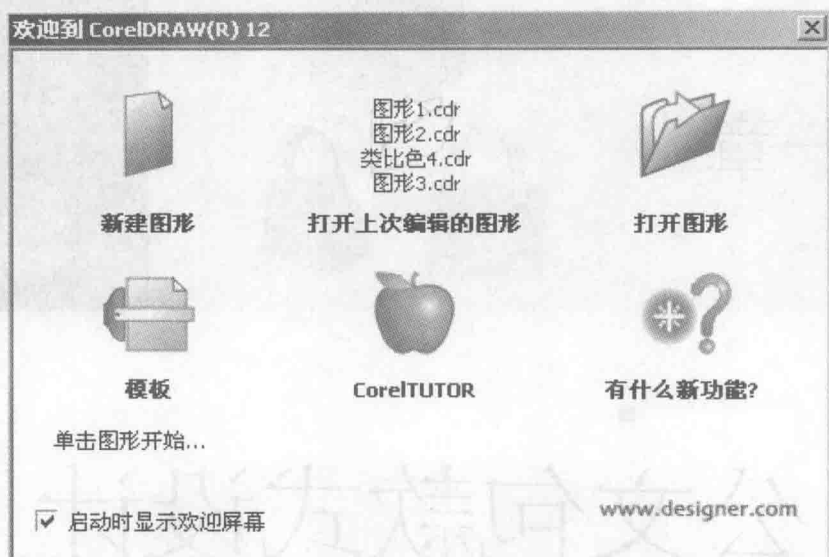 欢迎到 CorelDRAW(R) 12
图形1.cdr
图形2.cdr
类比色4.cdr
图形3.cdr
新建图形
打开上次编辑的图形
打开图形
模板
CorelTUTOR
有什么新功能?
单击图形开始...
启动时显示欢迎屏幕
www.designer.com